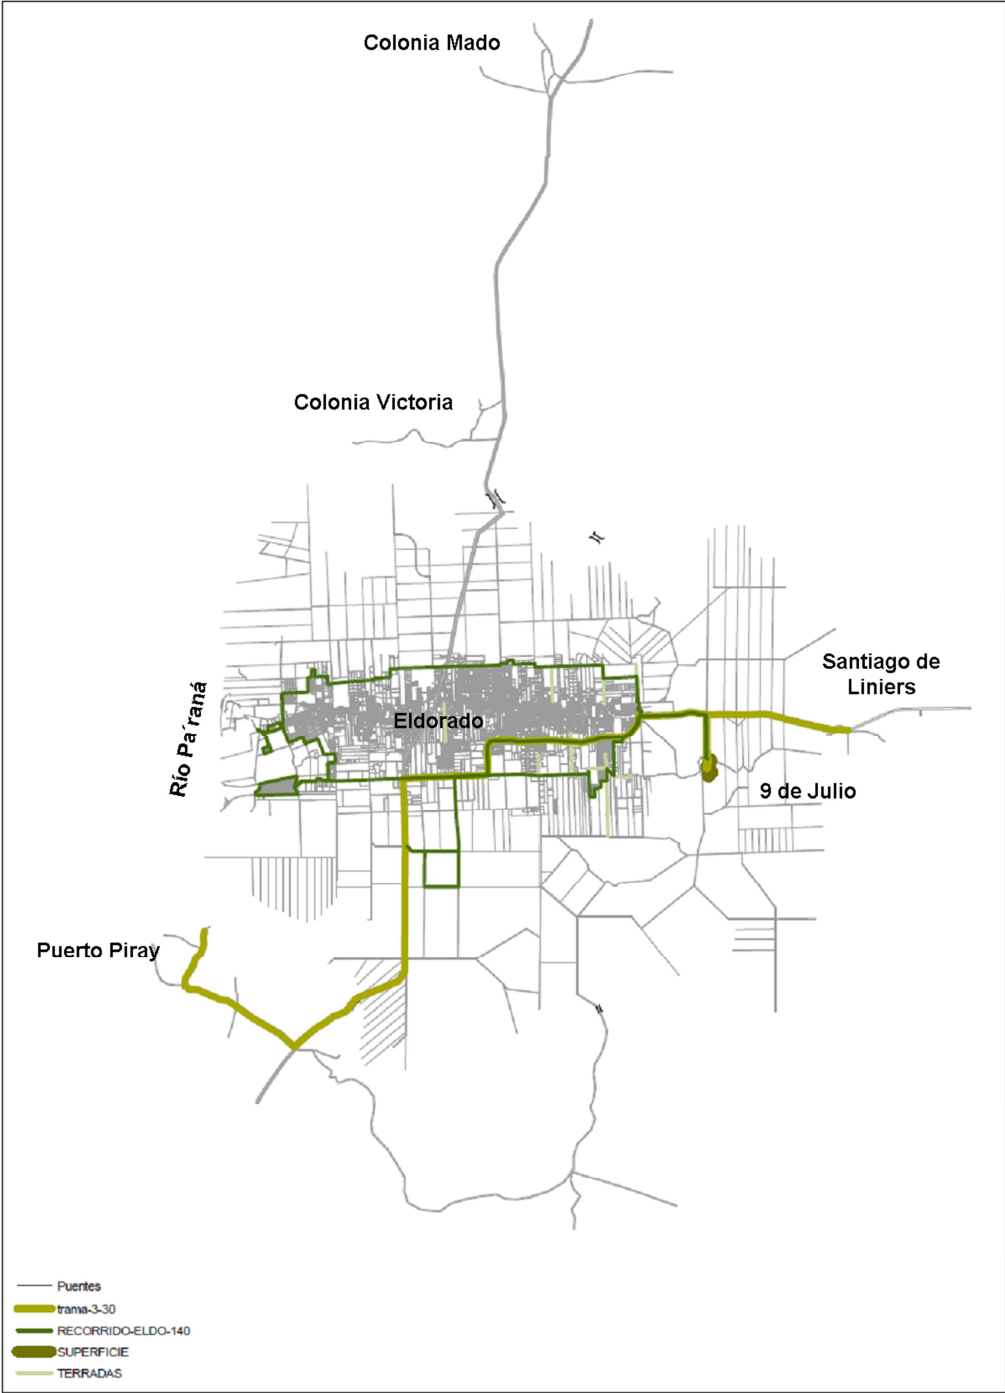 Colonia Mado
Colonia Victoria
Santiago de
Liniers
Río Pa´raná
Eldorado
9 de Julio
Puerto Piray
Puentes
trama-3-30
RECORRIDO-ELDO-140
SUPERFICIE
TERRADAS